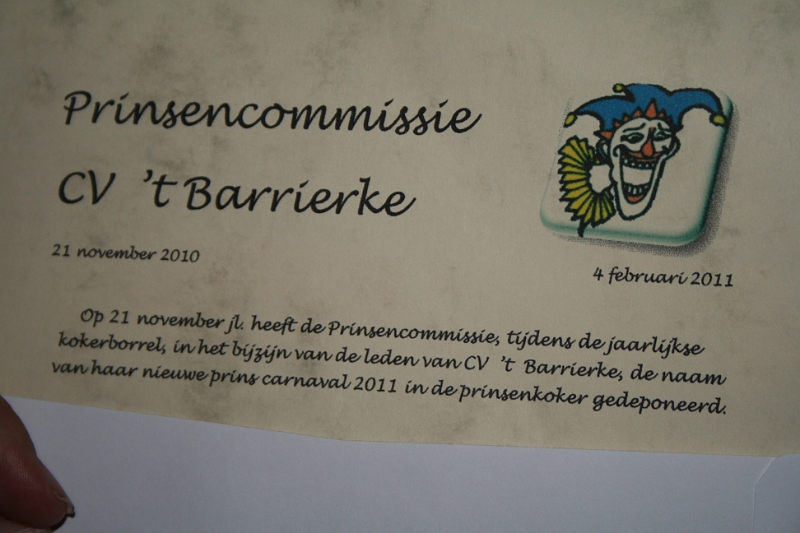 Prinsencommissie
CV 't Barrierke
21 november 2010
4 februari 2011
Op 21 november jl. heeft de Prinsencommissie, tijdens de jaarlijkse
kokerborrel, in het bijzijn van de leden van CV 't Barrierke, de naam
van haar nieuwe prins carnaval 2011 in de prinsenkoker gedeponeerd.